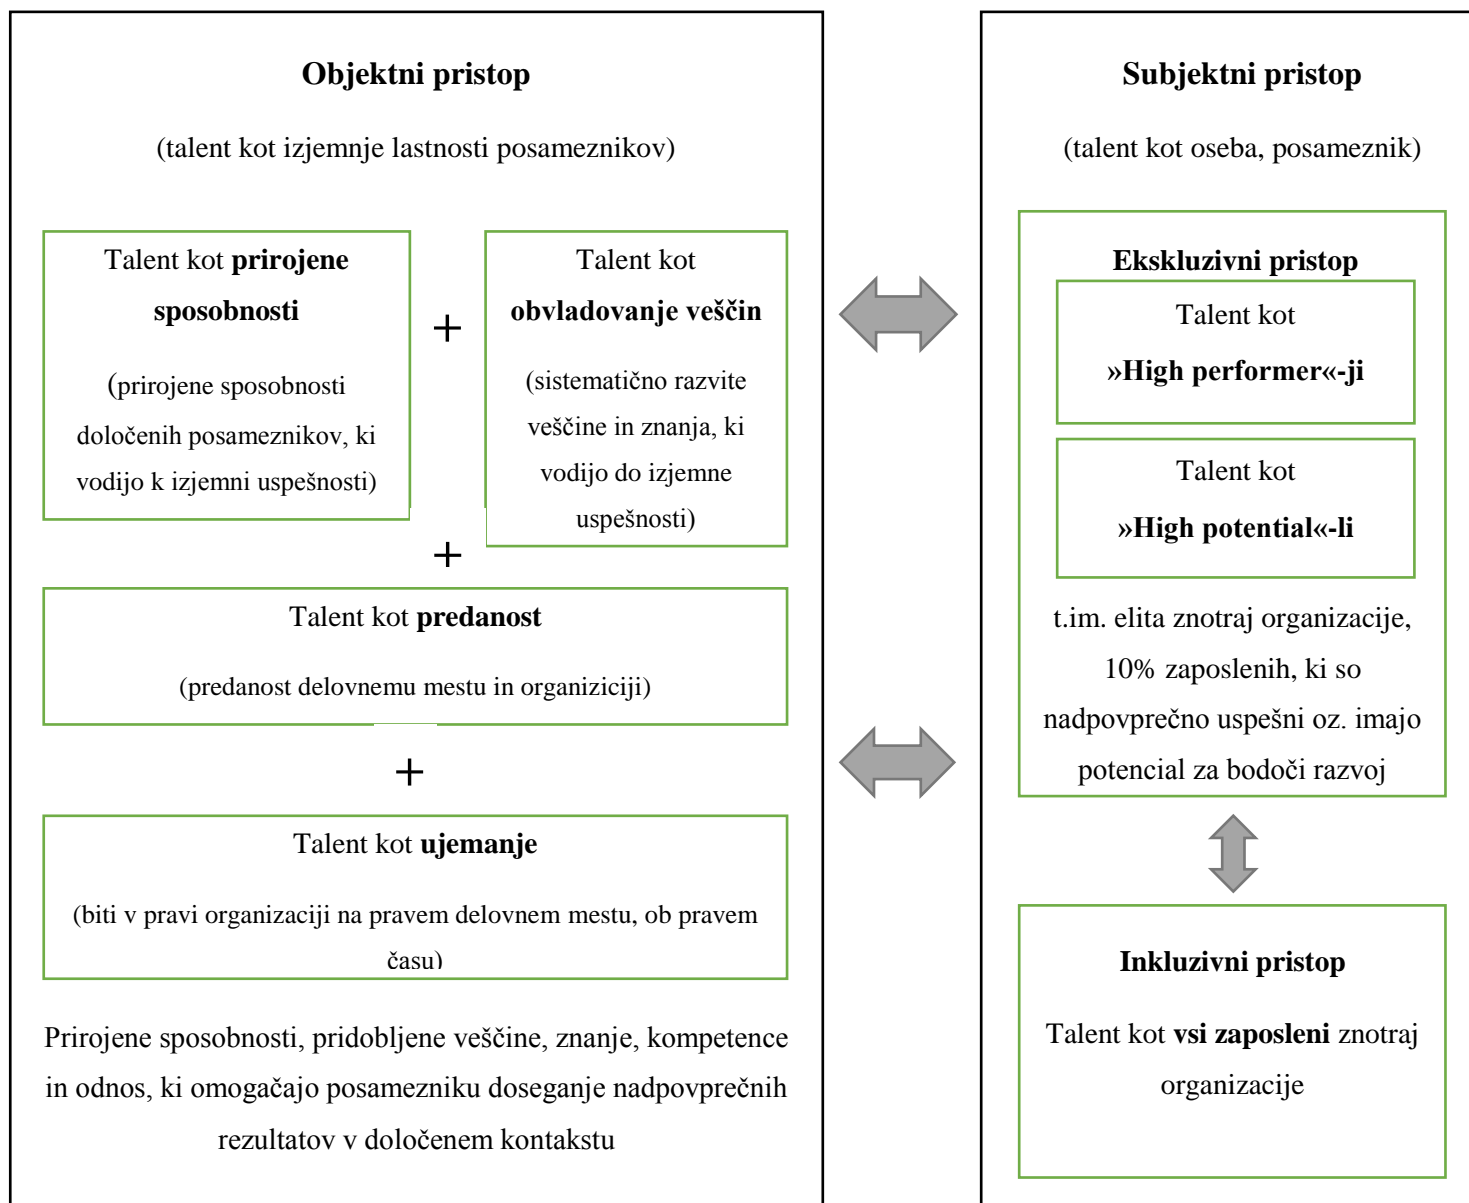 Objektni pristop
(talent kot izjemnje lastnosti posameznikov)
Talent kot prirojene
sposobnosti
(prirojene sposobnosti
določenih posameznikov, ki
vodijo k izjemni uspešnosti)
+
Talent kot
obvladovanje veščin
(sistematično razvite
veščine in znanja, ki
vodijo do izjemne
uspešnosti)
+
Talent kot predanost
(predanost delovnemu mestu in organiziciji)
+
Talent kot ujemanje
(biti v pravi organizaciji na pravem delovnem mestu, ob pravem
času)
Prirojene sposobnosti, pridobljene veščine, znanje, kompetence
in odnos, ki omogačajo posamezniku doseganje nadpovprečnih
rezultatov v določenem kontakstu
Subjektni pristop
(talent kot oseba, posameznik)
Ekskluzivni pristop
Talent kot
»High performer«-ji
Talent kot
»High potential«-li
t.im. elita znotraj organizacije,
10% zaposlenih, ki so
nadpovprečno uspešni oz. imajo
potencial za bodoči razvoj
Inkluzivni pristop
Talent kot vsi zaposleni znotraj
organizacije